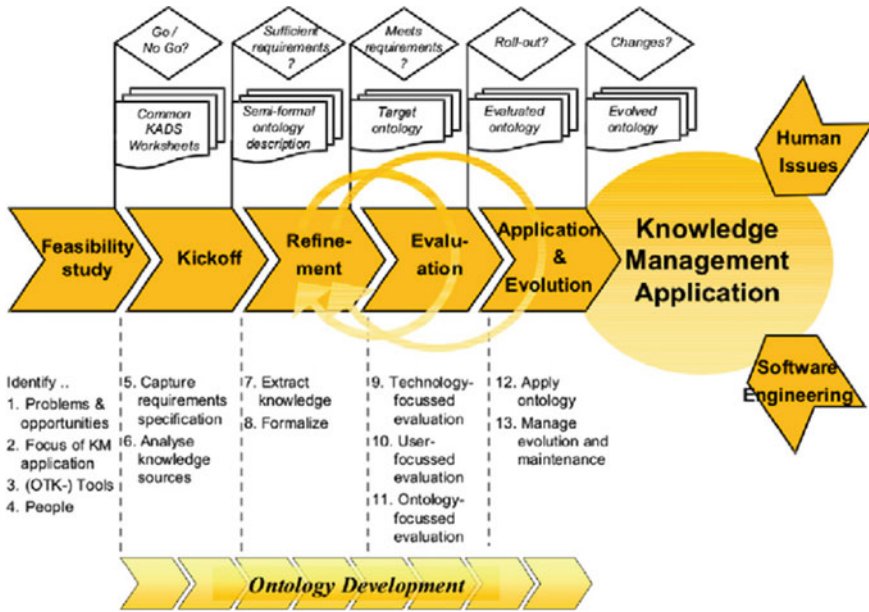 Go /
No Go?
Sufficient
requirements
?
Meets
requirements
?
Roll-out?
Changes?
Common
KADS
Worksheets
Semi-formal
ontology
description
Target
ontology
Evaluated
ontology
Evolved
ontology
Human
Issues
Feasibility
study
Kickoff
Refine-
ment
Evalu-
ation
Application
&
Evolution
Knowledge
Management
Application
Software
Engineering
Identify ..
1. Problems &
opportunities
2. Focus of KM
application
3. (OTK-) Tools
4. People
5. Capture
requirements
specification
6. Analyse
knowledge
sources
7. Extract
knowledge
8. Formalize
9. Technology-
focussed
evaluation
10. User-
focussed
evaluation
11. Ontology-
focussed
evaluation
12. Apply
ontology
13. Manage
evolution and
maintenance
Ontology Development